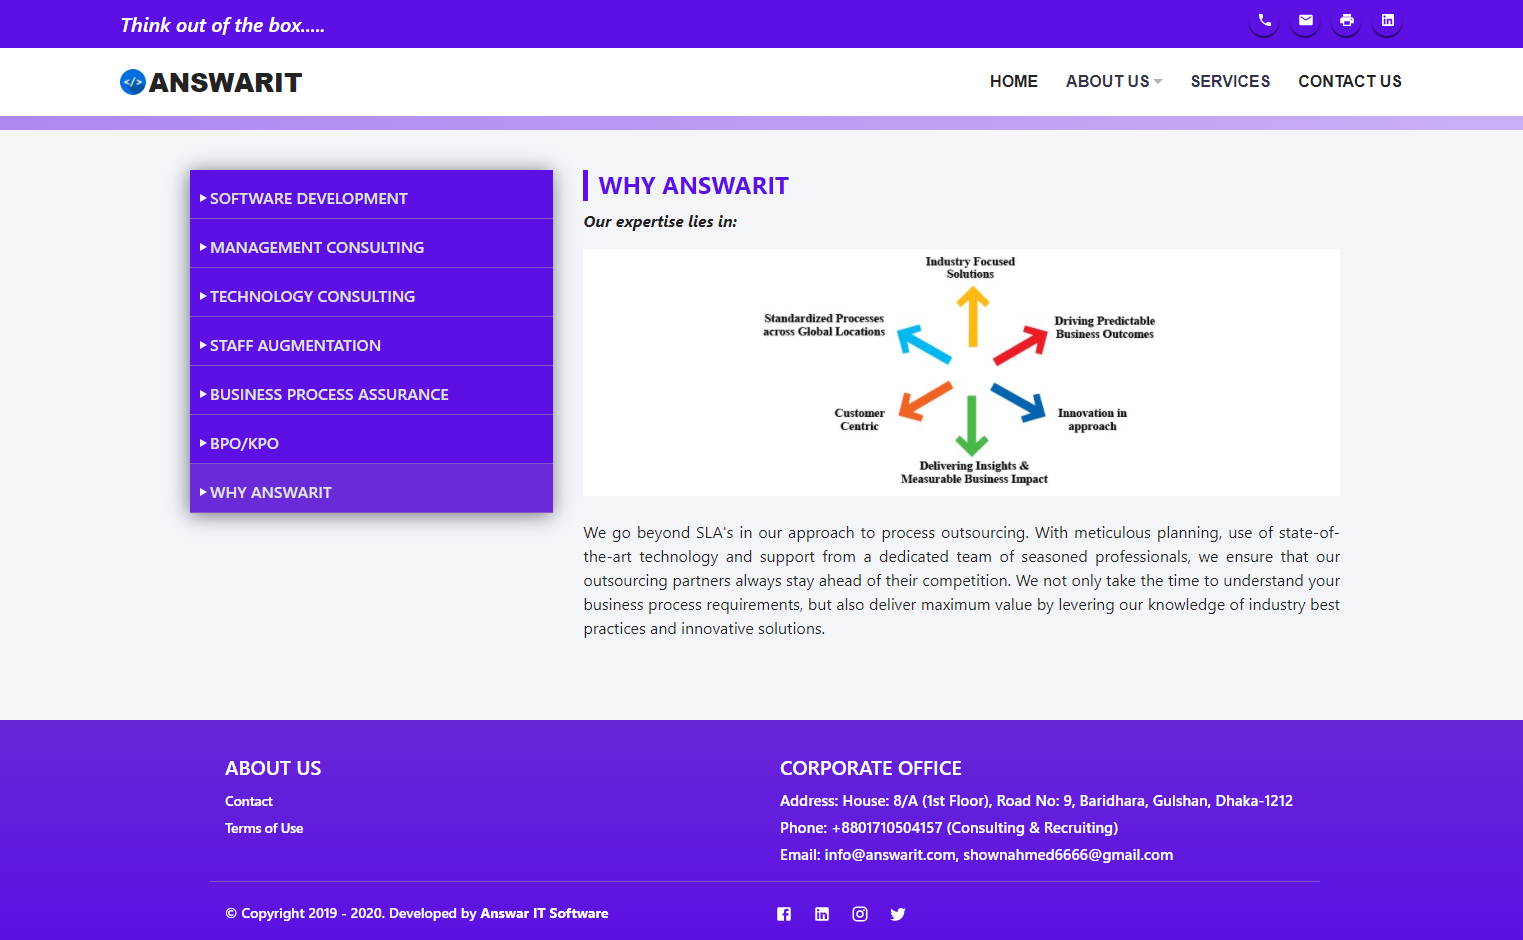 Think out of the box.....
</> ANSWARIT
HOME ABOUT US SERVICES CONTACT US
SOFTWARE DEVELOPMENT
MANAGEMENT CONSULTING
TECHNOLOGY CONSULTING
STAFF AUGMENTATION
BUSINESS PROCESS ASSURANCE
BPO/KPO
WHY ANSWARIT
WHY ANSWARIT
Our expertise lies in:
Industry Focused
Solutions
Standardized Processes
across Global Locations
Driving Predictable
Business Outcomes
Customer
Centric
Innovation in
approach
Delivering Insights &
Measurable Business Impact
We go beyond SLA's in our approach to process outsourcing. With meticulous planning, use of state-of-
the-art technology and support from a dedicated team of seasoned professionals, we ensure that our
outsourcing partners always stay ahead of their competition. We not only take the time to understand your
business process requirements, but also deliver maximum value by levering our knowledge of industry best
practices and innovative solutions.
ABOUT US
Contact
Terms of Use
CORPORATE OFFICE
Address: House: 8/A (1st Floor), Road No: 9, Baridhara, Gulshan, Dhaka-1212
Phone: +8801710504157 (Consulting & Recruiting)
Email: info@answarit.com, shownahmed6666@gmail.com
© Copyright 2019 - 2020. Developed by Answar IT Software